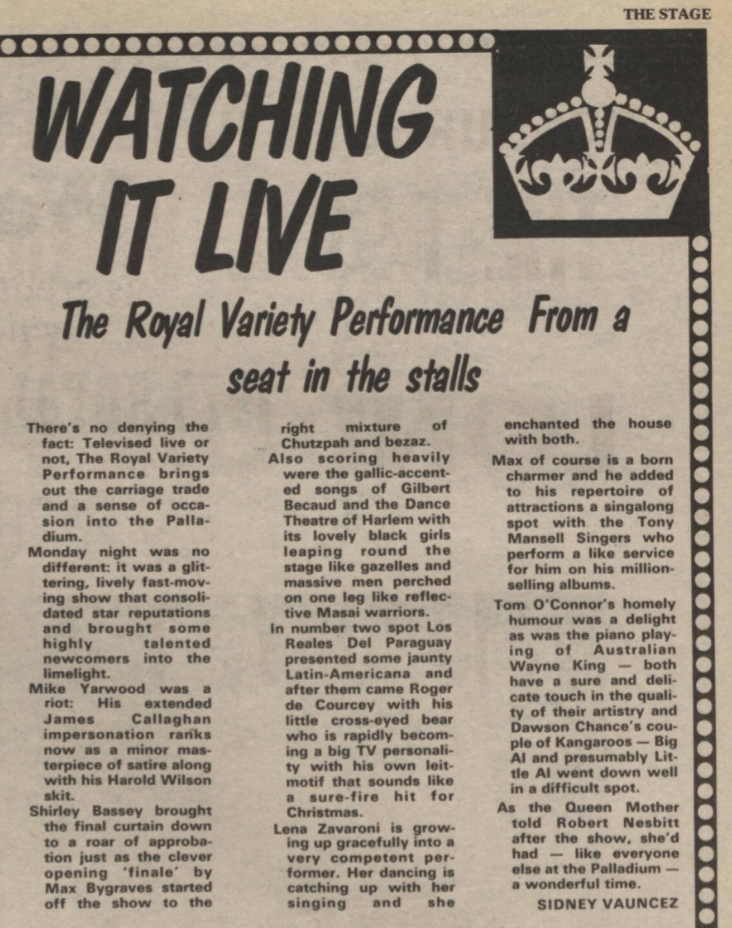 THE STAGE
WATCHING
IT LIVE
The Royal Variety Performance From a
seat in the stalls
There's no denying the
fact: Televised live or
not, The Royal Variety
Performance brings
out the carriage trade
and a sense of occa-
sion into the Palla-
dium.
Monday night was no
different: it was a glit-
tering, lively fast-mov-
ing show that consoli-
dated star reputations
and brought some
highly talented
newcomers into the
limelight.
Mike Yarwood was a
riot: His extended
James Callaghan
impersonation ranks
now as a minor mas-
terpiece of satire along
with his Harold Wilson
skit.
Shirley Bassey brought
the final curtain down
to a roar of approba-
tion just as the clever
opening 'finale' by
Max Bygraves started
off the show to the
right mixture of
Chutzpah and bezaz.
Also scoring heavily
were the gallic-accent-
ed songs of Gilbert
Becaud and the Dance
Theatre of Harlem with
its lovely black girls
leaping round the
stage like gazelles and
massive men perched
on one leg like reflec-
tive Masai warriors.
In number two spot Los
Reales Del Paraguay
presented some jaunty
Latin-Americana and
after them came Roger
de Courcey with his
little cross-eyed bear
who is rapidly becom-
ing a big TV personali-
ty with his own leit-
motif that sounds like
a sure-fire hit for
Christmas.
Lena Zavaroni is grow-
ing up gracefully into a
very competent per-
former. Her dancing is
catching up with her
singing and she
enchanted the house
with both.
Max of course is a born
charmer and he added
to his repertoire of
attractions a singalong
spot with the Tony
Mansell Singers who
perform a like service
for him on his million-
selling albums.
Tom O'Connor's homely
humour was a delight
as was the piano play-
ing of Australian
Wayne King — both
have a sure and deli-
cate touch in the quali-
ty of their artistry and
Dawson Chance's cou-
ple of Kangaroos — Big
Al and presumably Lit-
tle Al went down well
in a difficult spot.
As the Queen Mother
told Robert Nesbitt
after the show, she'd
had — like everyone
else at the Palladium —
a wonderful time.
SIDNEY VAUNCEZ